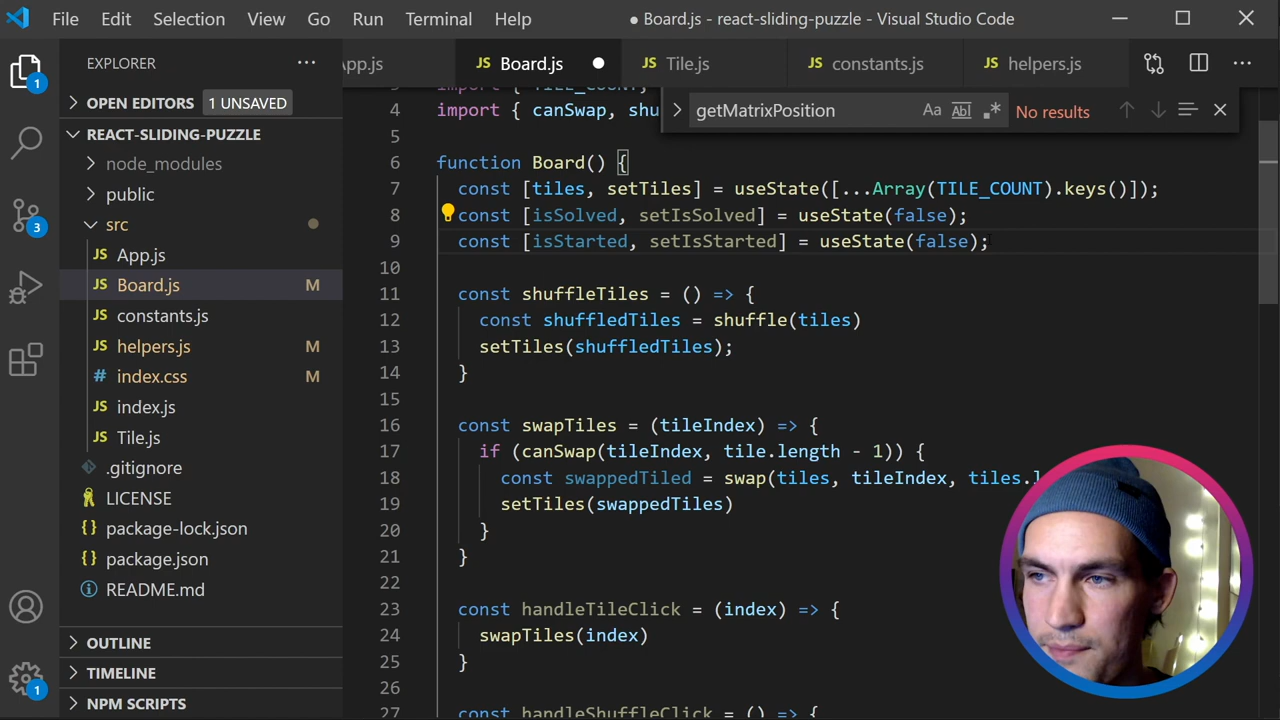 File Edit Selection View Go Run Terminal Help ● Board.js - react-sliding-puzzle - Visual Studio Code
EXPLORER ...
App.js JS Board.js ● JS Tile.js JS constants.js JS helpers.js
OPEN EDITORS 1 UNSAVED
REACT-SLIDING-PUZZLE
node_modules
public
src
JS App.js
JS Board.js M
JS constants.js
JS helpers.js M
# index.css M
JS index.js
JS Tile.js
.gitignore
LICENSE
{} package-lock.json
{} package.json
README.md
OUTLINE
TIMELINE
NPM SCRIPTS
1
3
1
getMatrixPosition Aa Abl .* No results
4 import { canSwap, shu
5
6 function Board() {
7 const [tiles, setTiles] = useState([...Array(TILE_COUNT).keys()]);
8 const [isSolved, setIsSolved] = useState(false);
9 const [isStarted, setIsStarted] = useState(false);
10
11 const shuffleTiles = () => {
12 const shuffledTiles = shuffle(tiles)
13 setTiles(shuffledTiles);
14 }
15
16 const swapTiles = (tileIndex) => {
17 if (canSwap(tileIndex, tile.length - 1)) {
18 const swappedTiled = swap(tiles, tileIndex, tiles.l
19 setTiles(swappedTiles)
20 }
21 }
22
23 const handleTileClick = (index) => {
24 swapTiles(index)
25 }
26
27 const handleShuffleClick = () => {